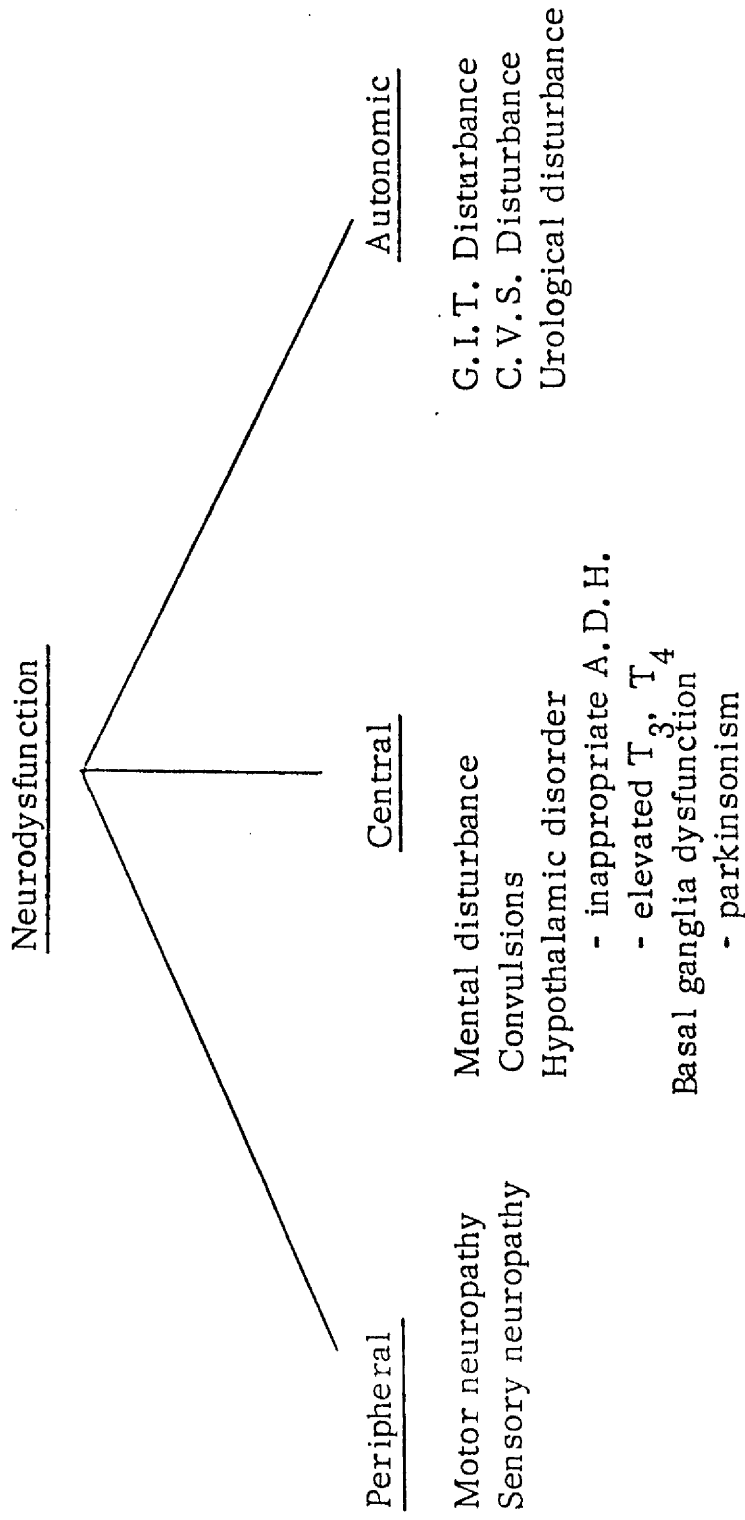 Neurodysfunction
Peripheral
Motor neuropathy
Sensory neuropathy
Central
Mental disturbance
Convulsions
Hypothalamic disorder
- inappropriate A.D.H.
- elevated T₃, T₄
Basal ganglia dysfunction
- parkinsonism
Autonomic
G.I.T. Disturbance
C.V.S. Disturbance
Urological disturbance